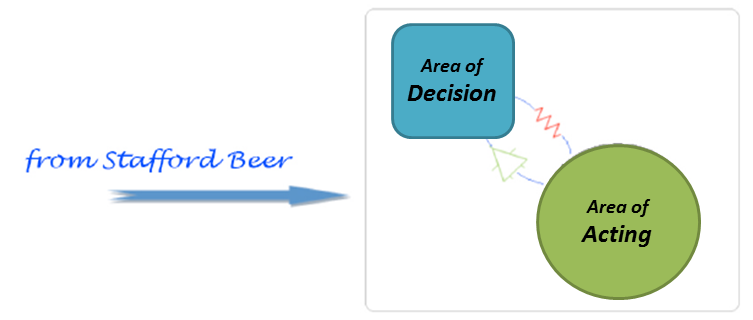 from Stafford Beer
Area of
Decision
Area of
Acting